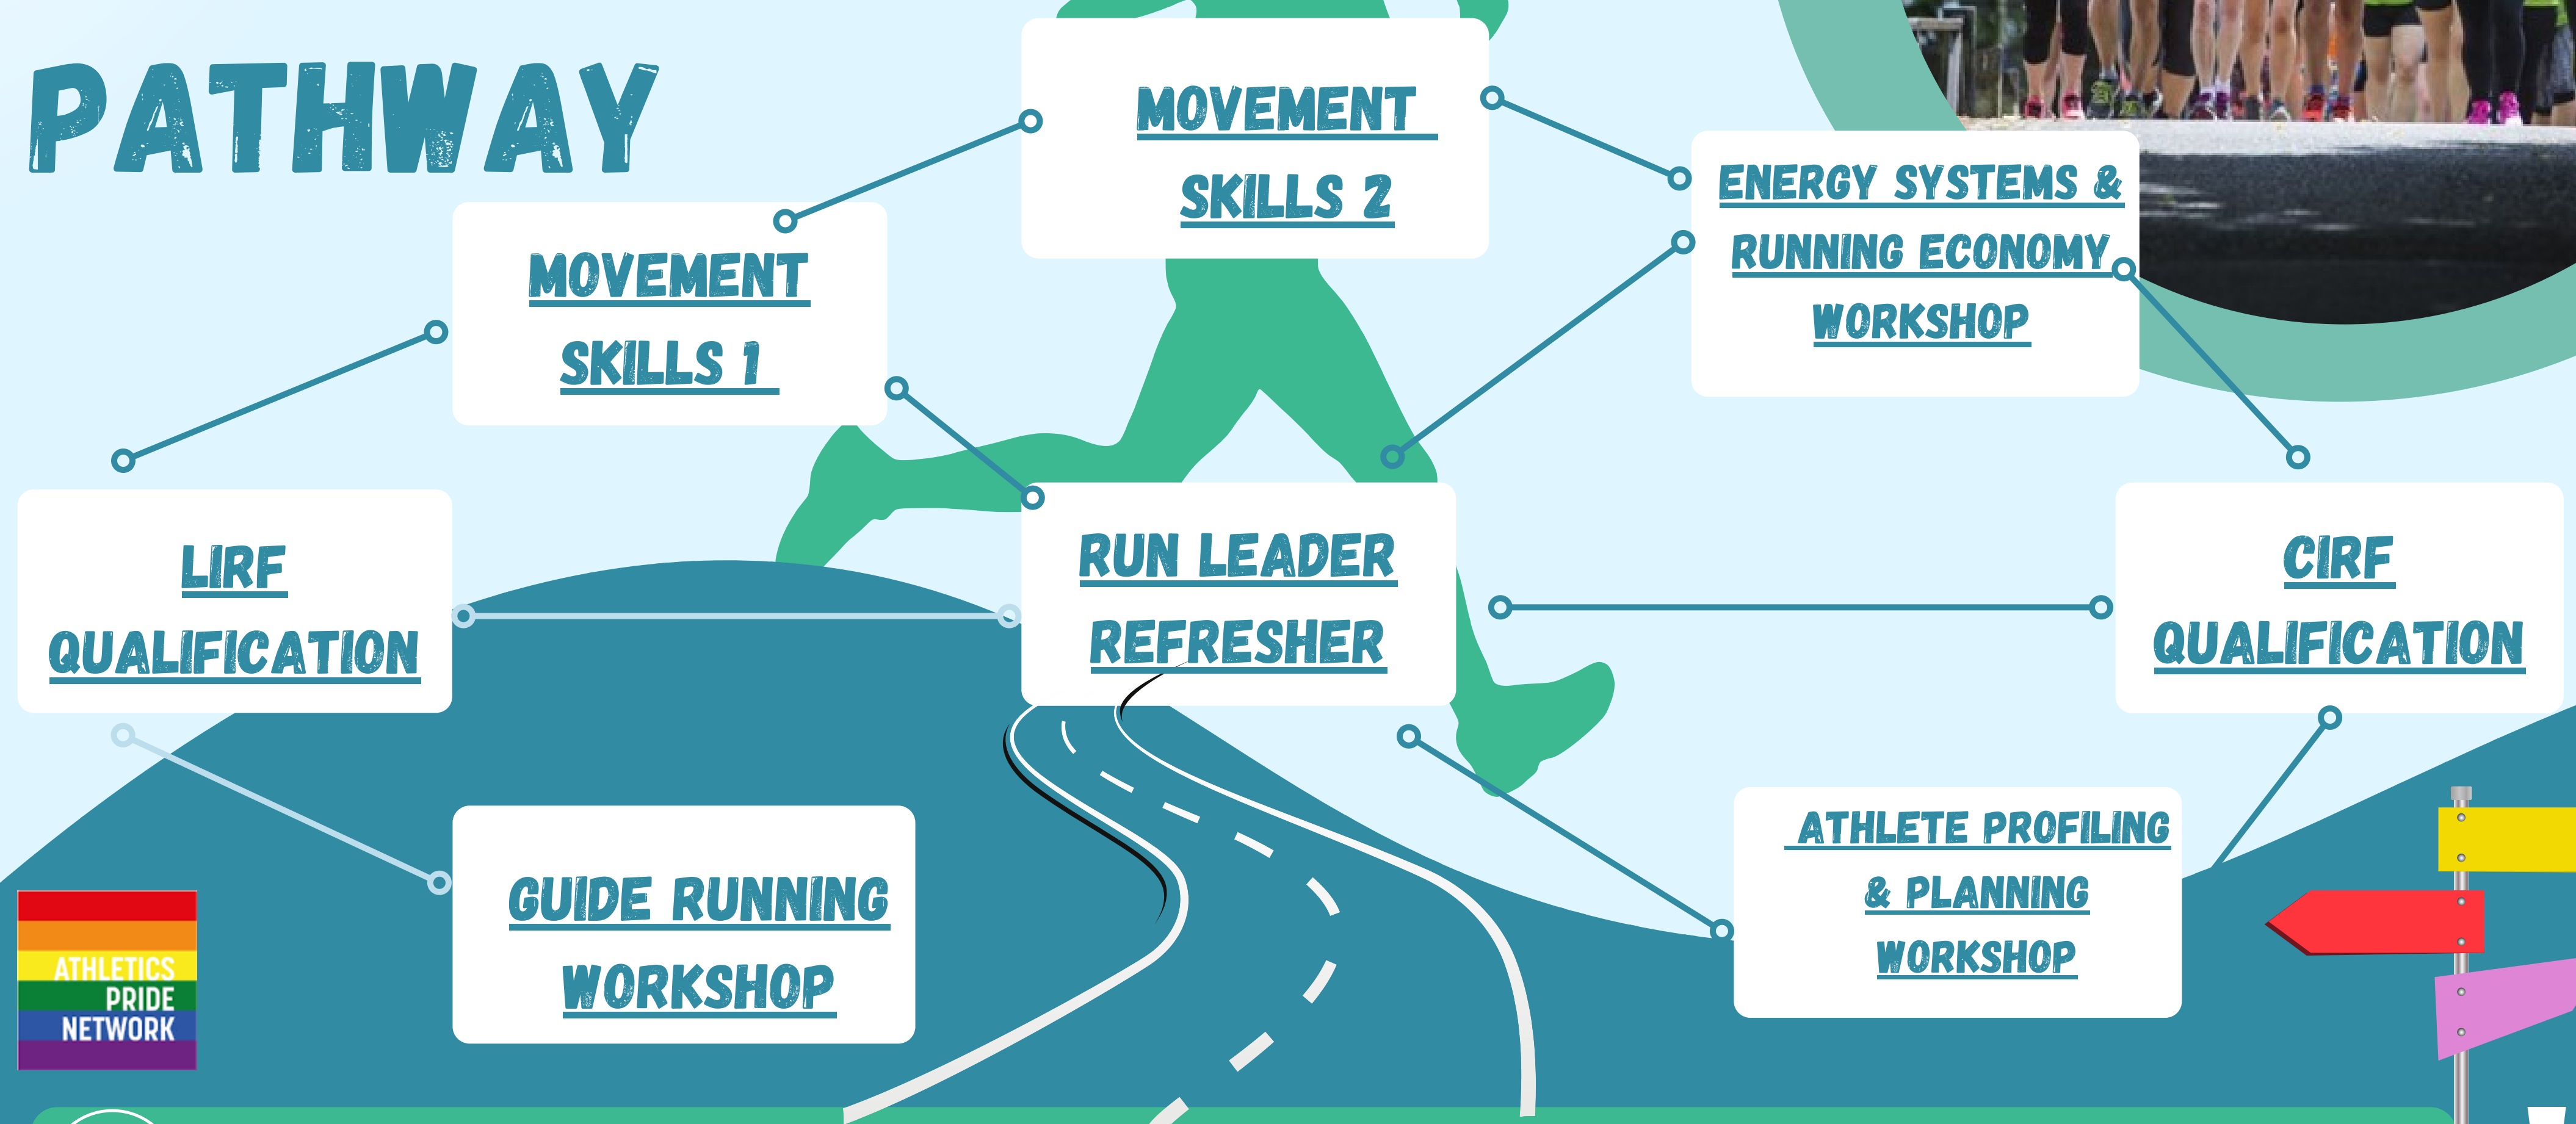 PATHWAY
MOVEMENT
SKILLS 2
ENERGY SYSTEMS &
RUNNING ECONOMY
WORKSHOP
MOVEMENT
SKILLS 1
LIRF
QUALIFICATION
RUN LEADER
REFRESHER
CIRF
QUALIFICATION
GUIDE RUNNING
WORKSHOP
ATHLETE PROFILING
& PLANNING
WORKSHOP
ATHLETICS
PRIDE
NETWORK